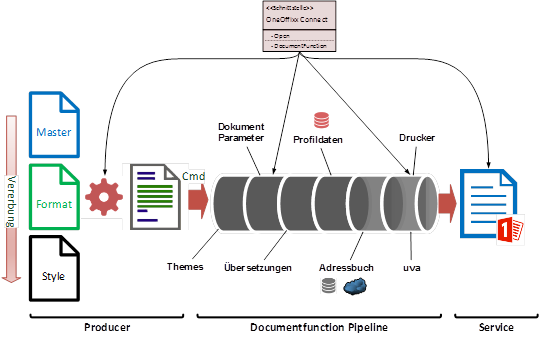 <<Schnittstelle>>
OneOffixx Connect
- Open
- DocumentFunction
Vererbung
Master
Format
Style
Cmd
Dokument
Parameter
Profildaten
Drucker
Themes
Übersetzungen
Adressbuch
uva
1
Producer
Documentfunction Pipeline
Service